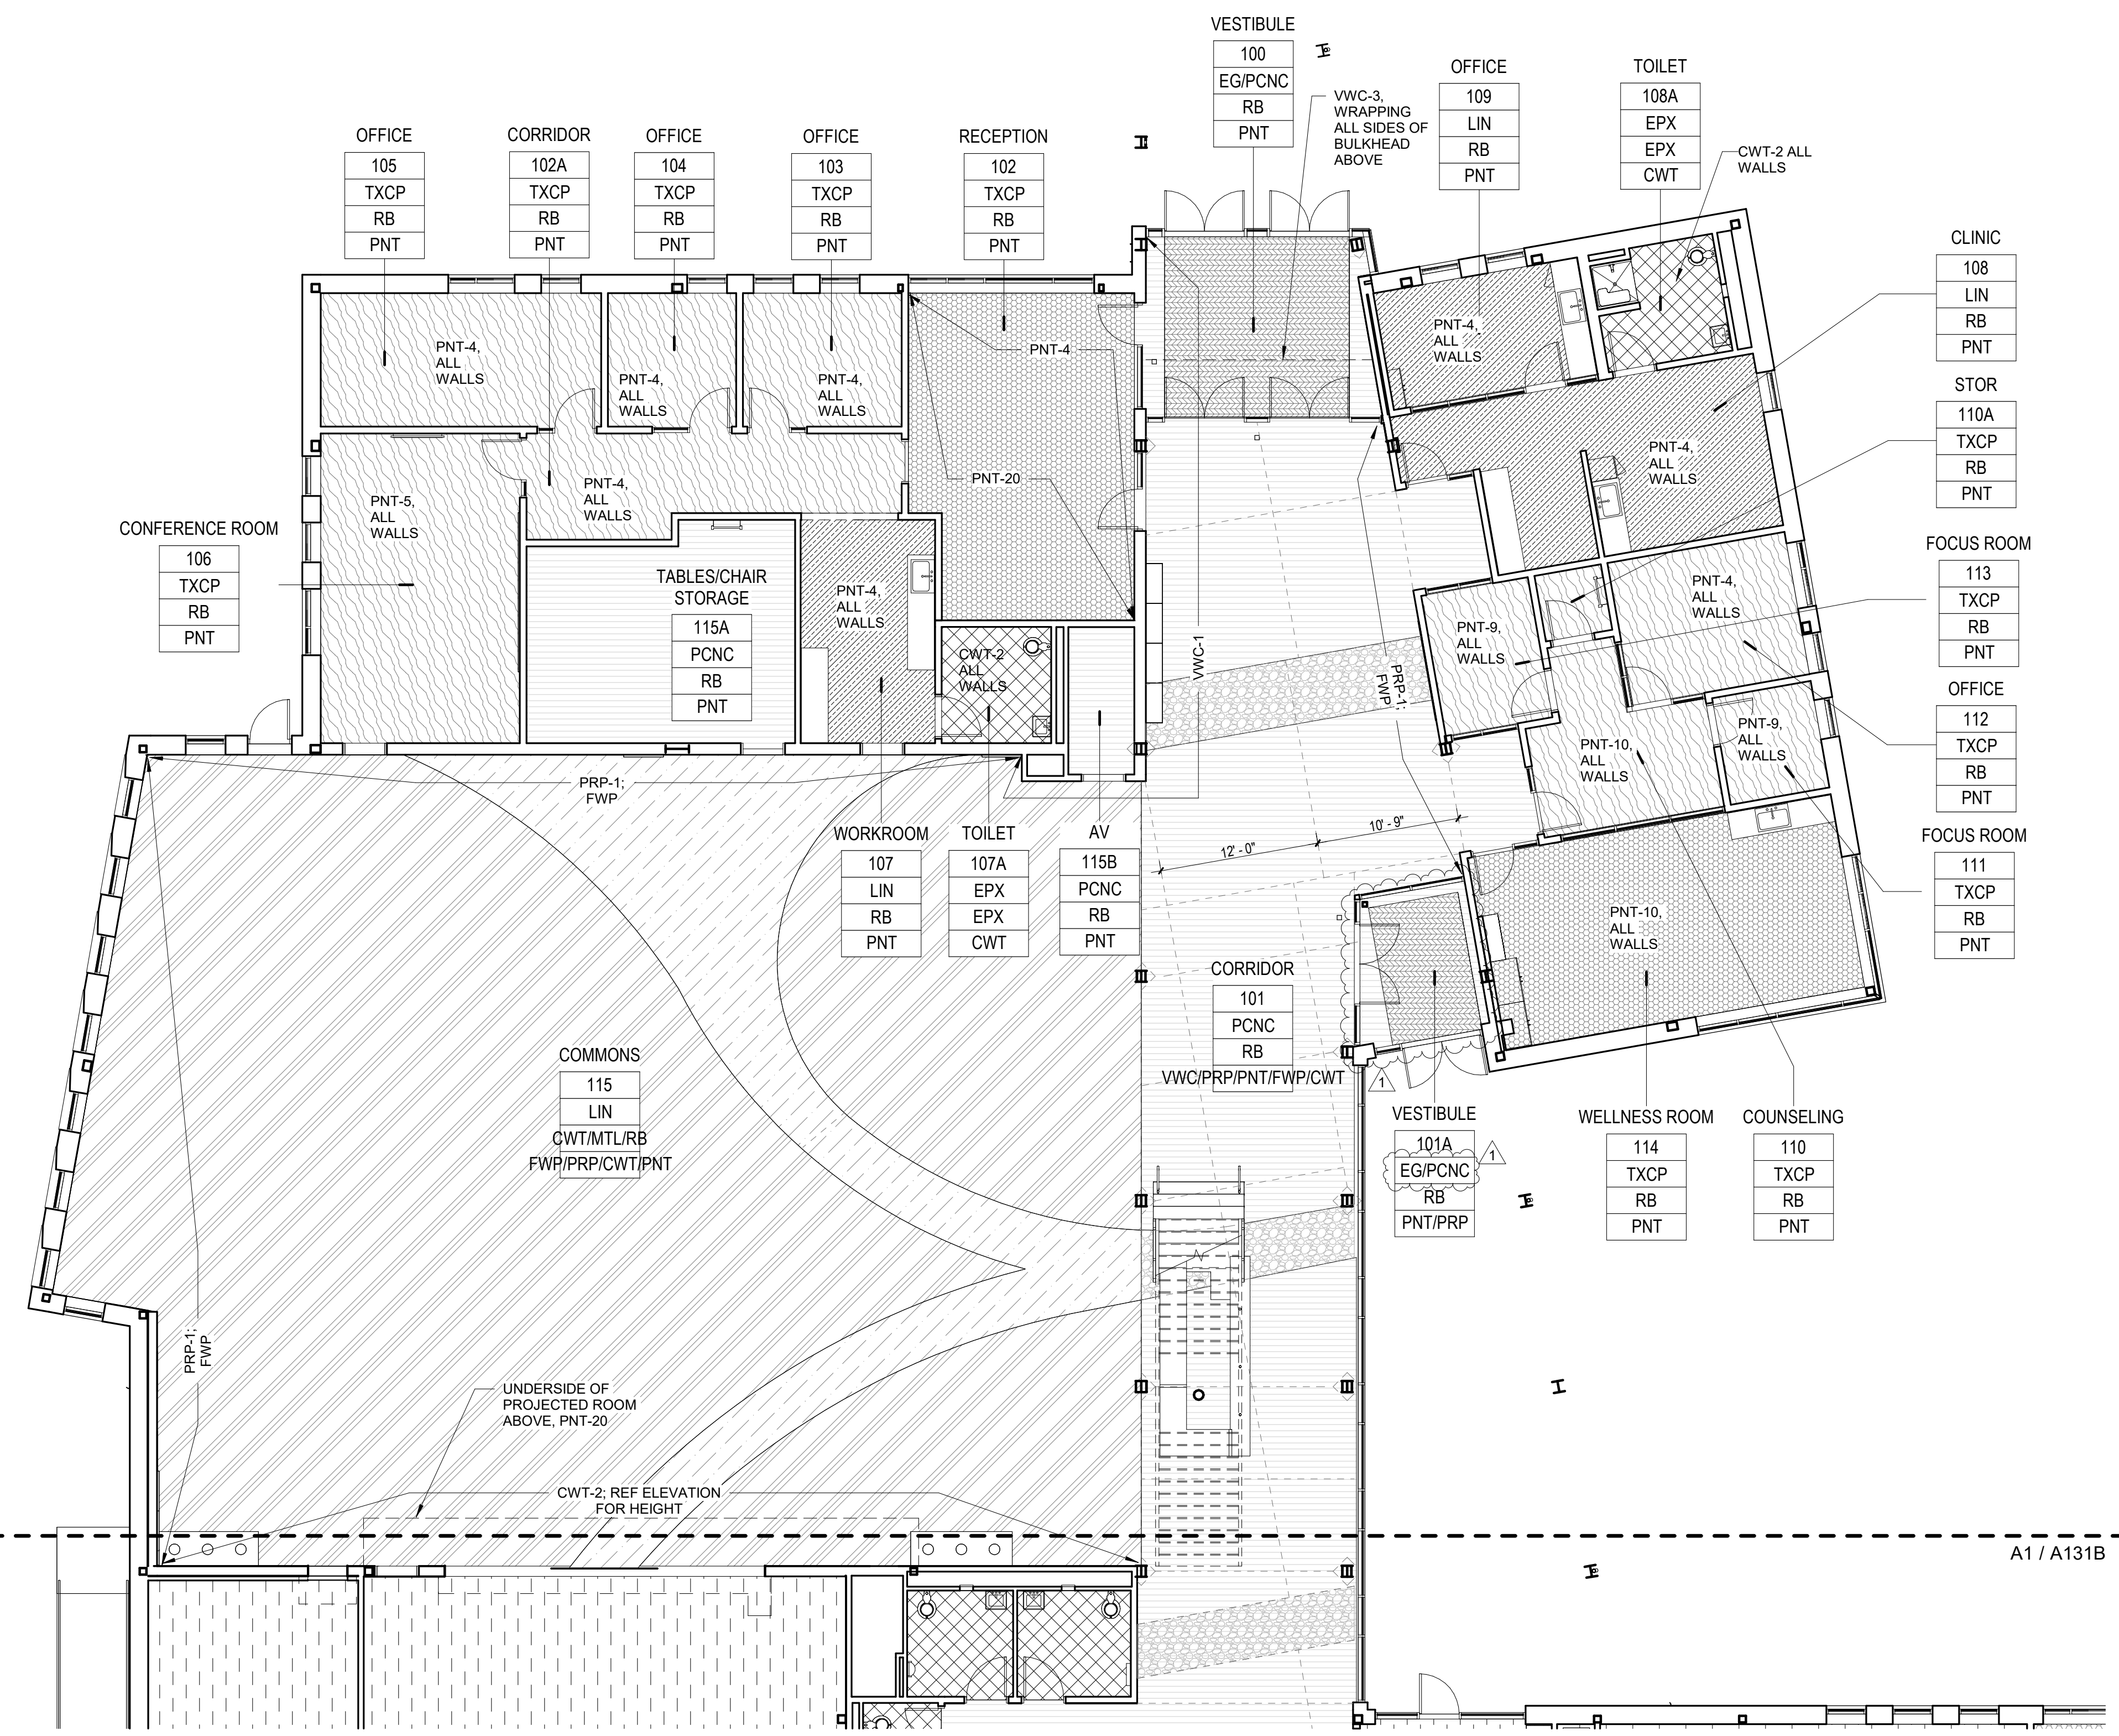 VESTIBULE
100
EG/PCNC
RB
PNT
VWC-3,
WRAPPING
ALL SIDES OF
BULKHEAD
ABOVE
OFFICE
109
LIN
RB
PNT
TOILET
108A
EPX
EPX
CWT
CWT-2 ALL
WALLS
OFFICE
105
TXCP
RB
PNT
CORRIDOR
102A
TXCP
RB
PNT
OFFICE
104
TXCP
RB
PNT
OFFICE
103
TXCP
RB
PNT
RECEPTION
102
TXCP
RB
PNT
CLINIC
108
LIN
RB
PNT
STOR
110A
TXCP
RB
PNT
PNT-4,
ALL
WALLS
PNT-4,
ALL
WALLS
PNT-4,
ALL
WALLS
PNT-4
PNT-4,
ALL
WALLS
PNT-4,
ALL
WALLS
PNT-5,
ALL
WALLS
PNT-4,
ALL
WALLS
PNT-20
CONFERENCE ROOM
106
TXCP
RB
PNT
TABLES/CHAIR
STORAGE
115A
PCNC
RB
PNT
PNT-4,
ALL
WALLS
CWT-2
ALL
WALLS
VWC-1
PRP-1;
FWP
PNT-9,
ALL
WALLS
PNT-4,
ALL
WALLS
FOCUS ROOM
113
TXCP
RB
PNT
OFFICE
112
TXCP
RB
PNT
PNT-10,
ALL
WALLS
PNT-9,
ALL
WALLS
FOCUS ROOM
111
TXCP
RB
PNT
PRP-1;
FWP
WORKROOM
107
LIN
RB
PNT
TOILET
107A
EPX
EPX
CWT
AV
115B
PCNC
RB
PNT
12' - 0"
10' - 9"
PNT-10,
ALL
WALLS
CORRIDOR
101
PCNC
RB
VWC/PRP/PNT/FWP/CWT
1
COMMONS
115
LIN
CWT/MTL/RB
FWP/PRP/CWT/PNT
VESTIBULE
101A
EG/PCNC
RB
PNT/PRP
1
WELLNESS ROOM
114
TXCP
RB
PNT
COUNSELING
110
TXCP
RB
PNT
PRP-1;
FWP
UNDERSIDE OF
PROJECTED ROOM
ABOVE, PNT-20
CWT-2; REF ELEVATION
FOR HEIGHT
A1 / A131B